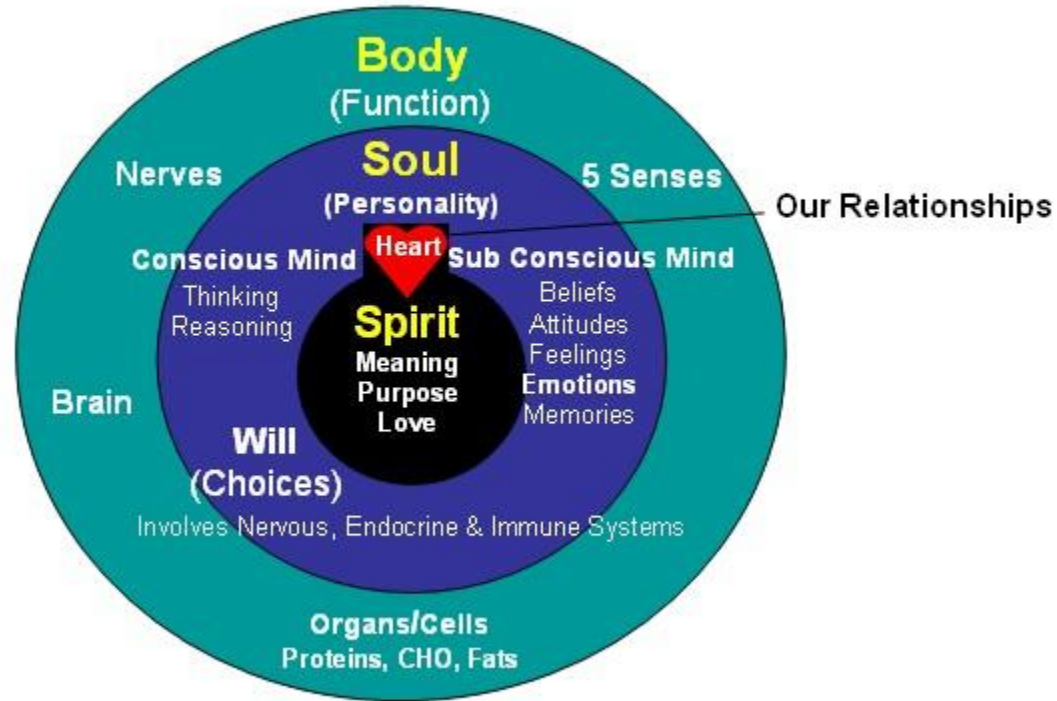 Body
(Function)
Soul
(Personality)
Nerves
5 Senses
Our Relationships
Heart
Conscious Mind
Thinking
Reasoning
Sub Conscious Mind
Beliefs
Attitudes
Feelings
Emotions
Memories
Spirit
Meaning
Purpose
Love
Brain
Will
(Choices)
Involves Nervous, Endocrine & Immune Systems
Organs/Cells
Proteins, CHO, Fats